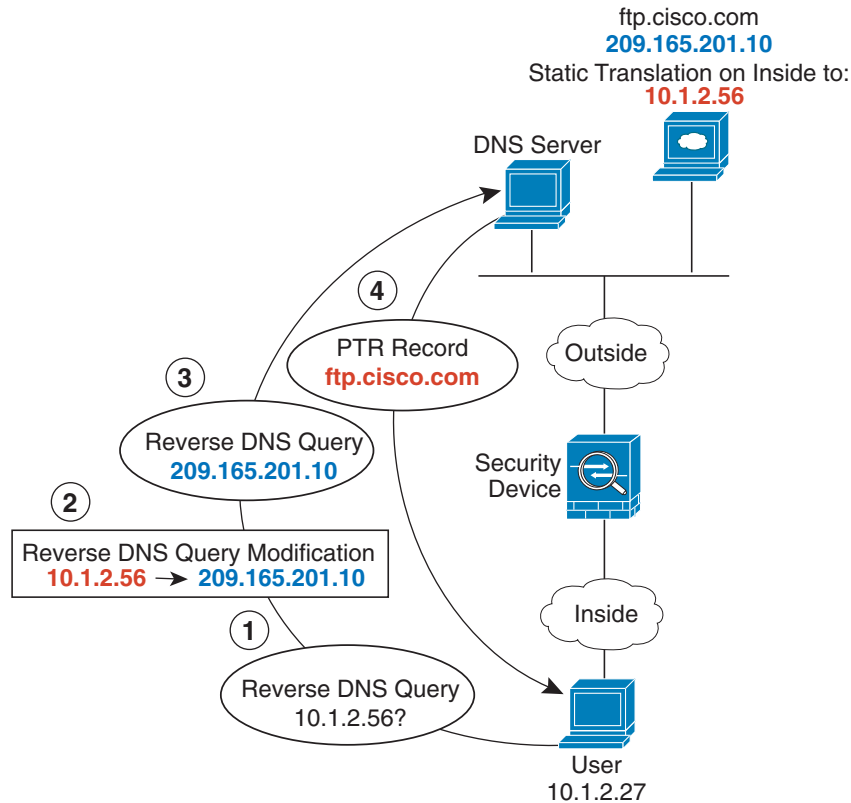 ftp.cisco.com
209.165.201.10
Static Translation on Inside to:
10.1.2.56
DNS Server
4
PTR Record
ftp.cisco.com
Outside
3
Reverse DNS Query
209.165.201.10
Security
Device
2
Reverse DNS Query Modification
10.1.2.56 → 209.165.201.10
Inside
1
Reverse DNS Query
10.1.2.56?
User
10.1.2.27